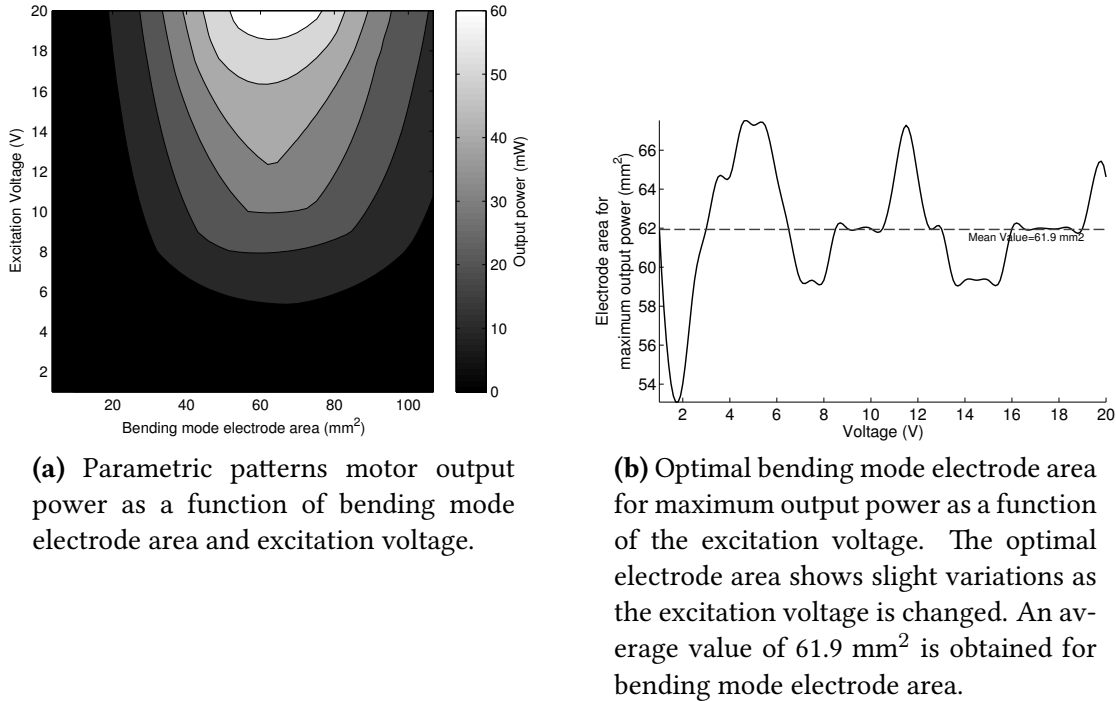 20
18
16
14
12
10
8
6
4
2
Excitation Voltage (V)
20 40 60 80 100
Bending mode electrode area (mm²)
60
50
40
30
20
10
0
Output power (mW)
(a) Parametric patterns motor output
power as a function of bending mode
electrode area and excitation voltage.
66
64
62
60
58
56
54
Electrode area for
maximum output power (mm²)
Mean Value=61.9 mm2
2 4 6 8 10 12 14 16 18 20
Voltage (V)
(b) Optimal bending mode electrode area
for maximum output power as a function
of the excitation voltage. The optimal
electrode area shows slight variations as
the excitation voltage is changed. An av-
erage value of 61.9 mm² is obtained for
bending mode electrode area.